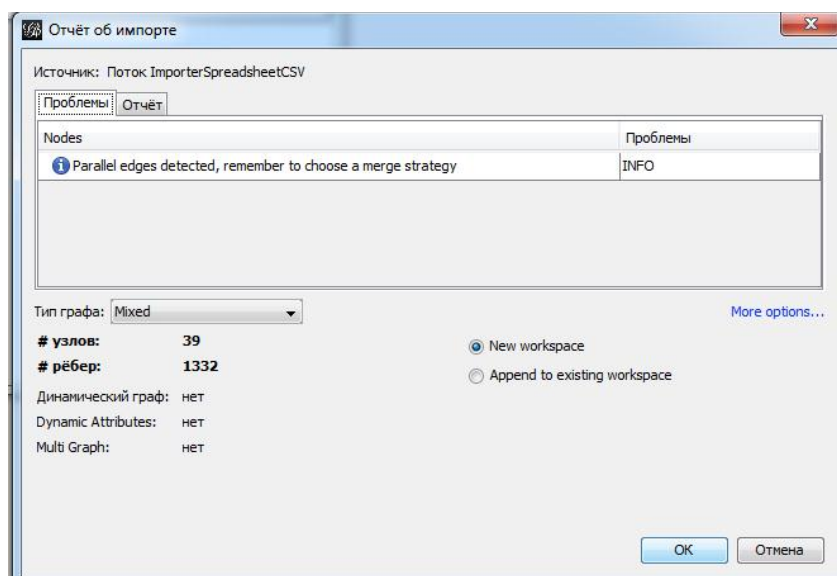 Отчёт об импорте
Источник: Поток ImporterSpreadsheetCSV
Проблемы Отчёт
Nodes Проблемы
Parallel edges detected, remember to choose a merge strategy INFO
Тип графа: Mixed More options...
# узлов: 39
New workspace
# рёбер: 1332
Append to existing workspace
Динамический граф: нет
Dynamic Attributes: нет
Multi Graph: нет
OK Отмена